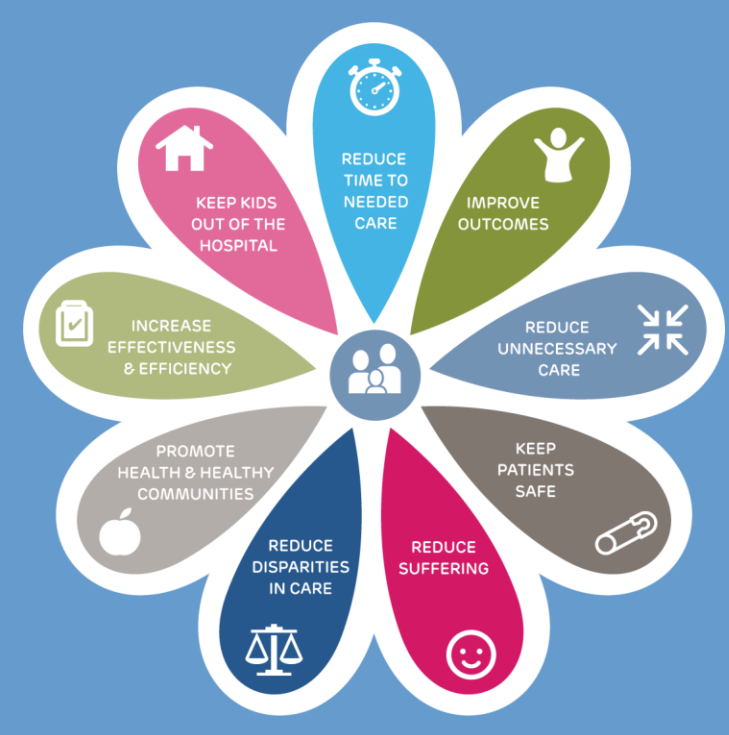 REDUCE
TIME TO
NEEDED
CARE
IMPROVE
OUTCOMES
REDUCE
UNNECESSARY
CARE
KEEP
PATIENTS
SAFE
REDUCE
SUFFERING
REDUCE
DISPARITIES
IN CARE
PROMOTE
HEALTH & HEALTHY
COMMUNITIES
INCREASE
EFFECTIVENESS
& EFFICIENCY
KEEP KIDS
OUT OF THE
HOSPITAL